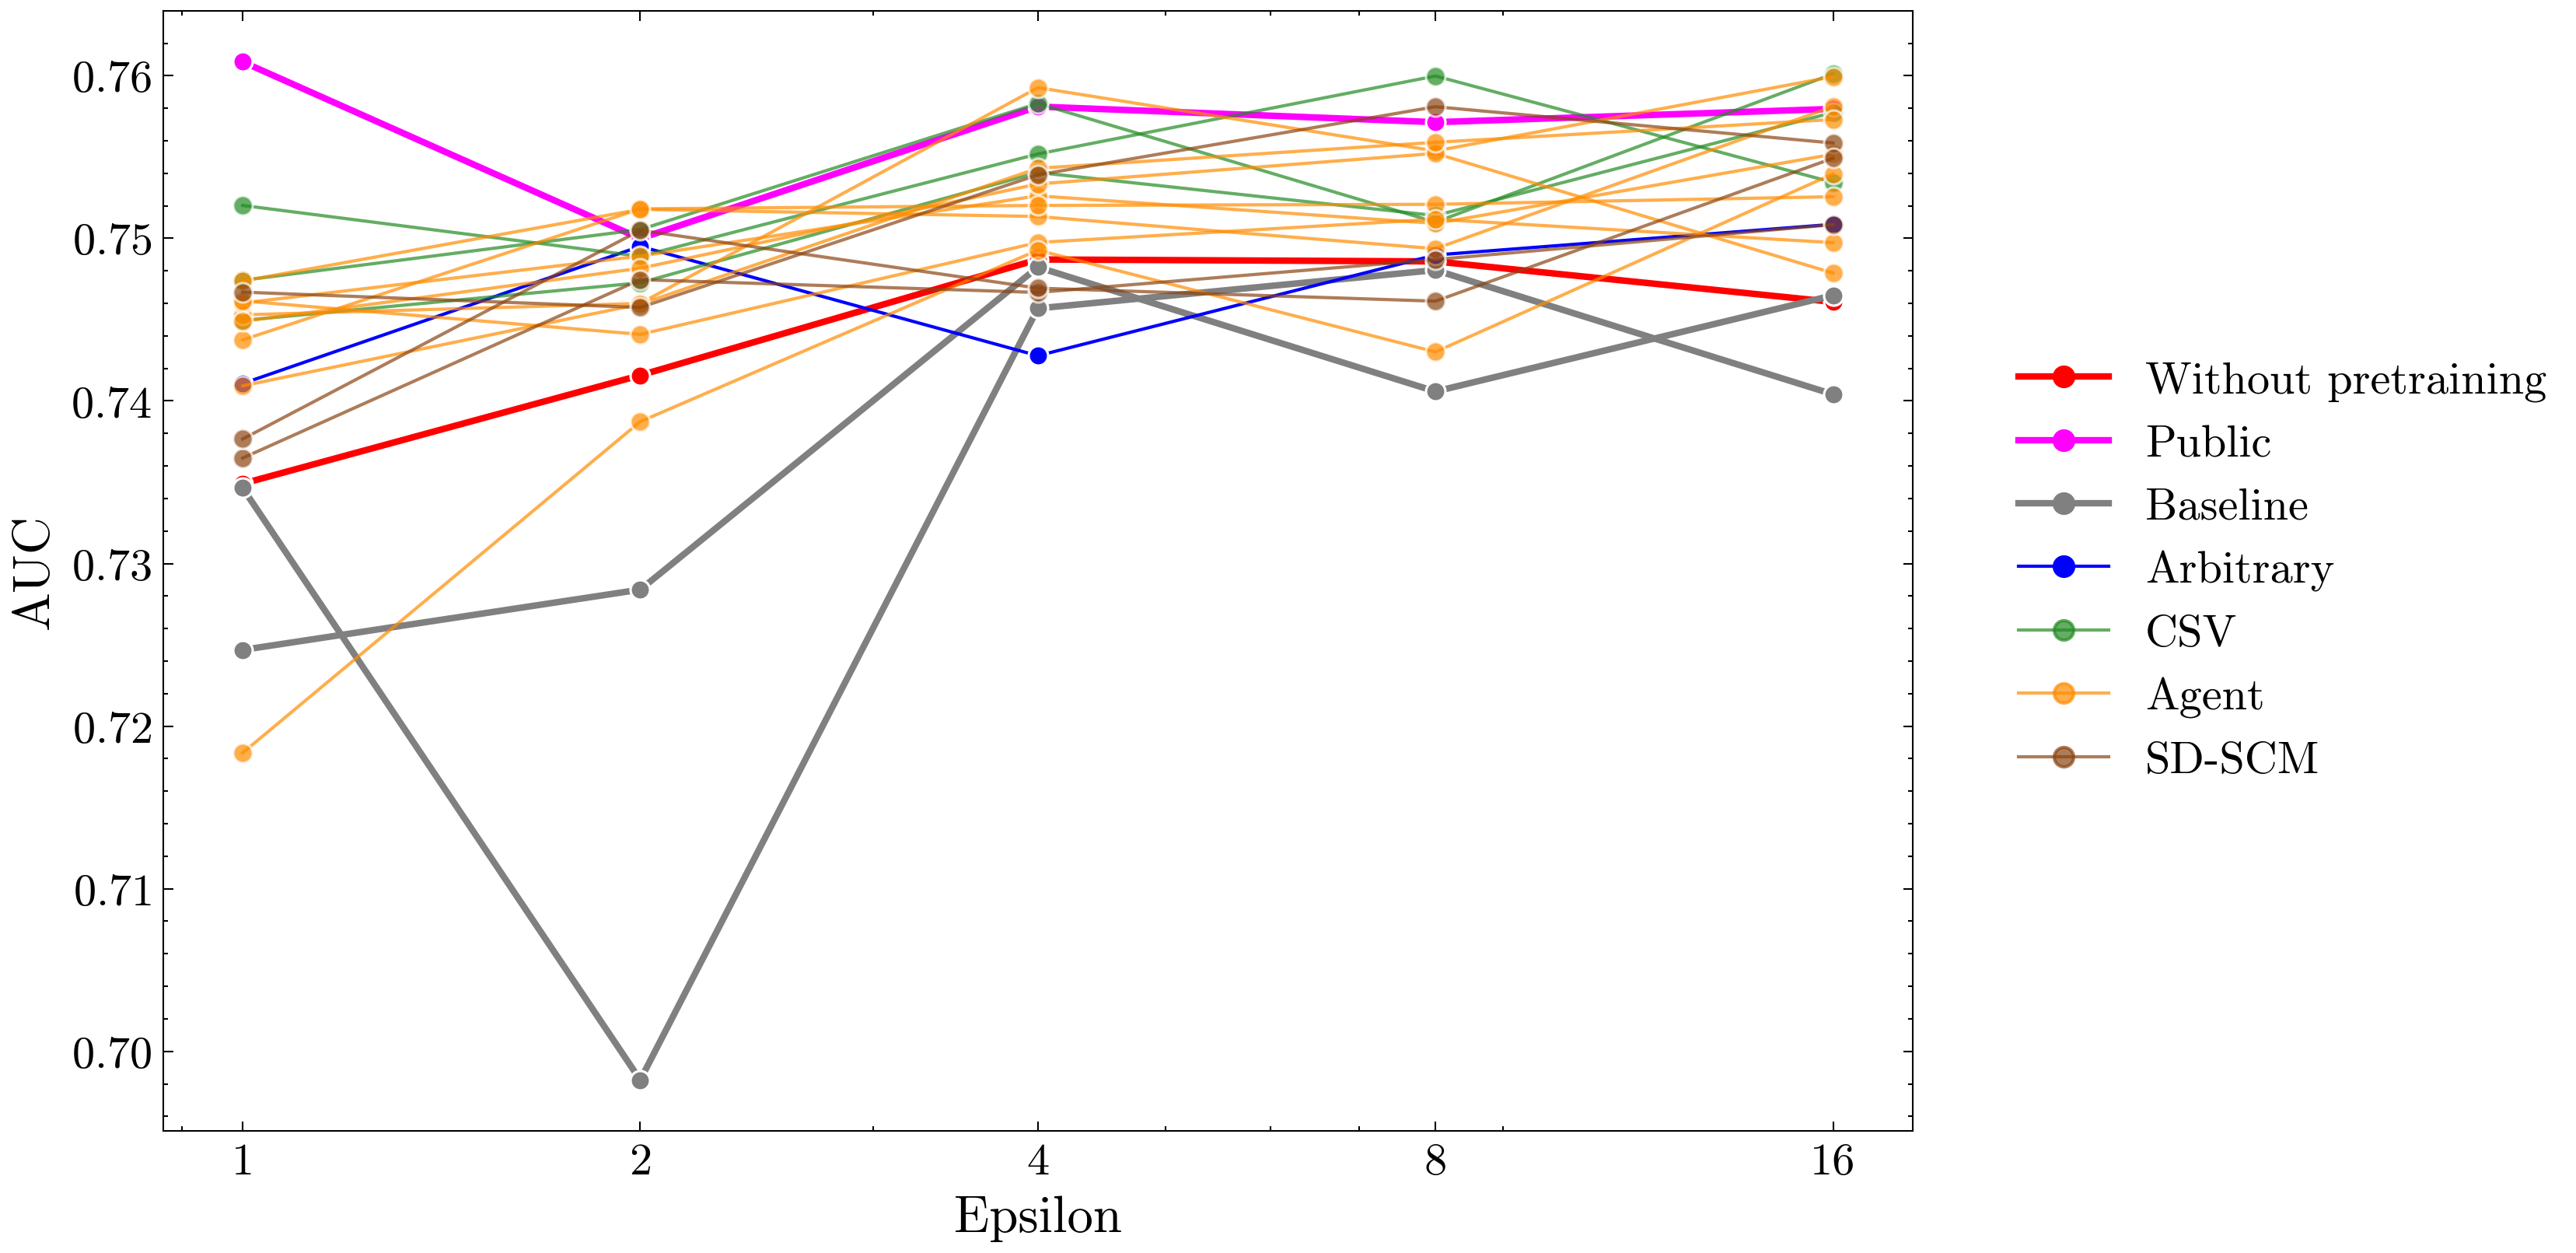 0.76
0.75
0.74
0.73
0.72
0.71
0.70
AUC
1 2 4 8 16
Epsilon
Without pretraining
Public
Baseline
Arbitrary
CSV
Agent
SD-SCM